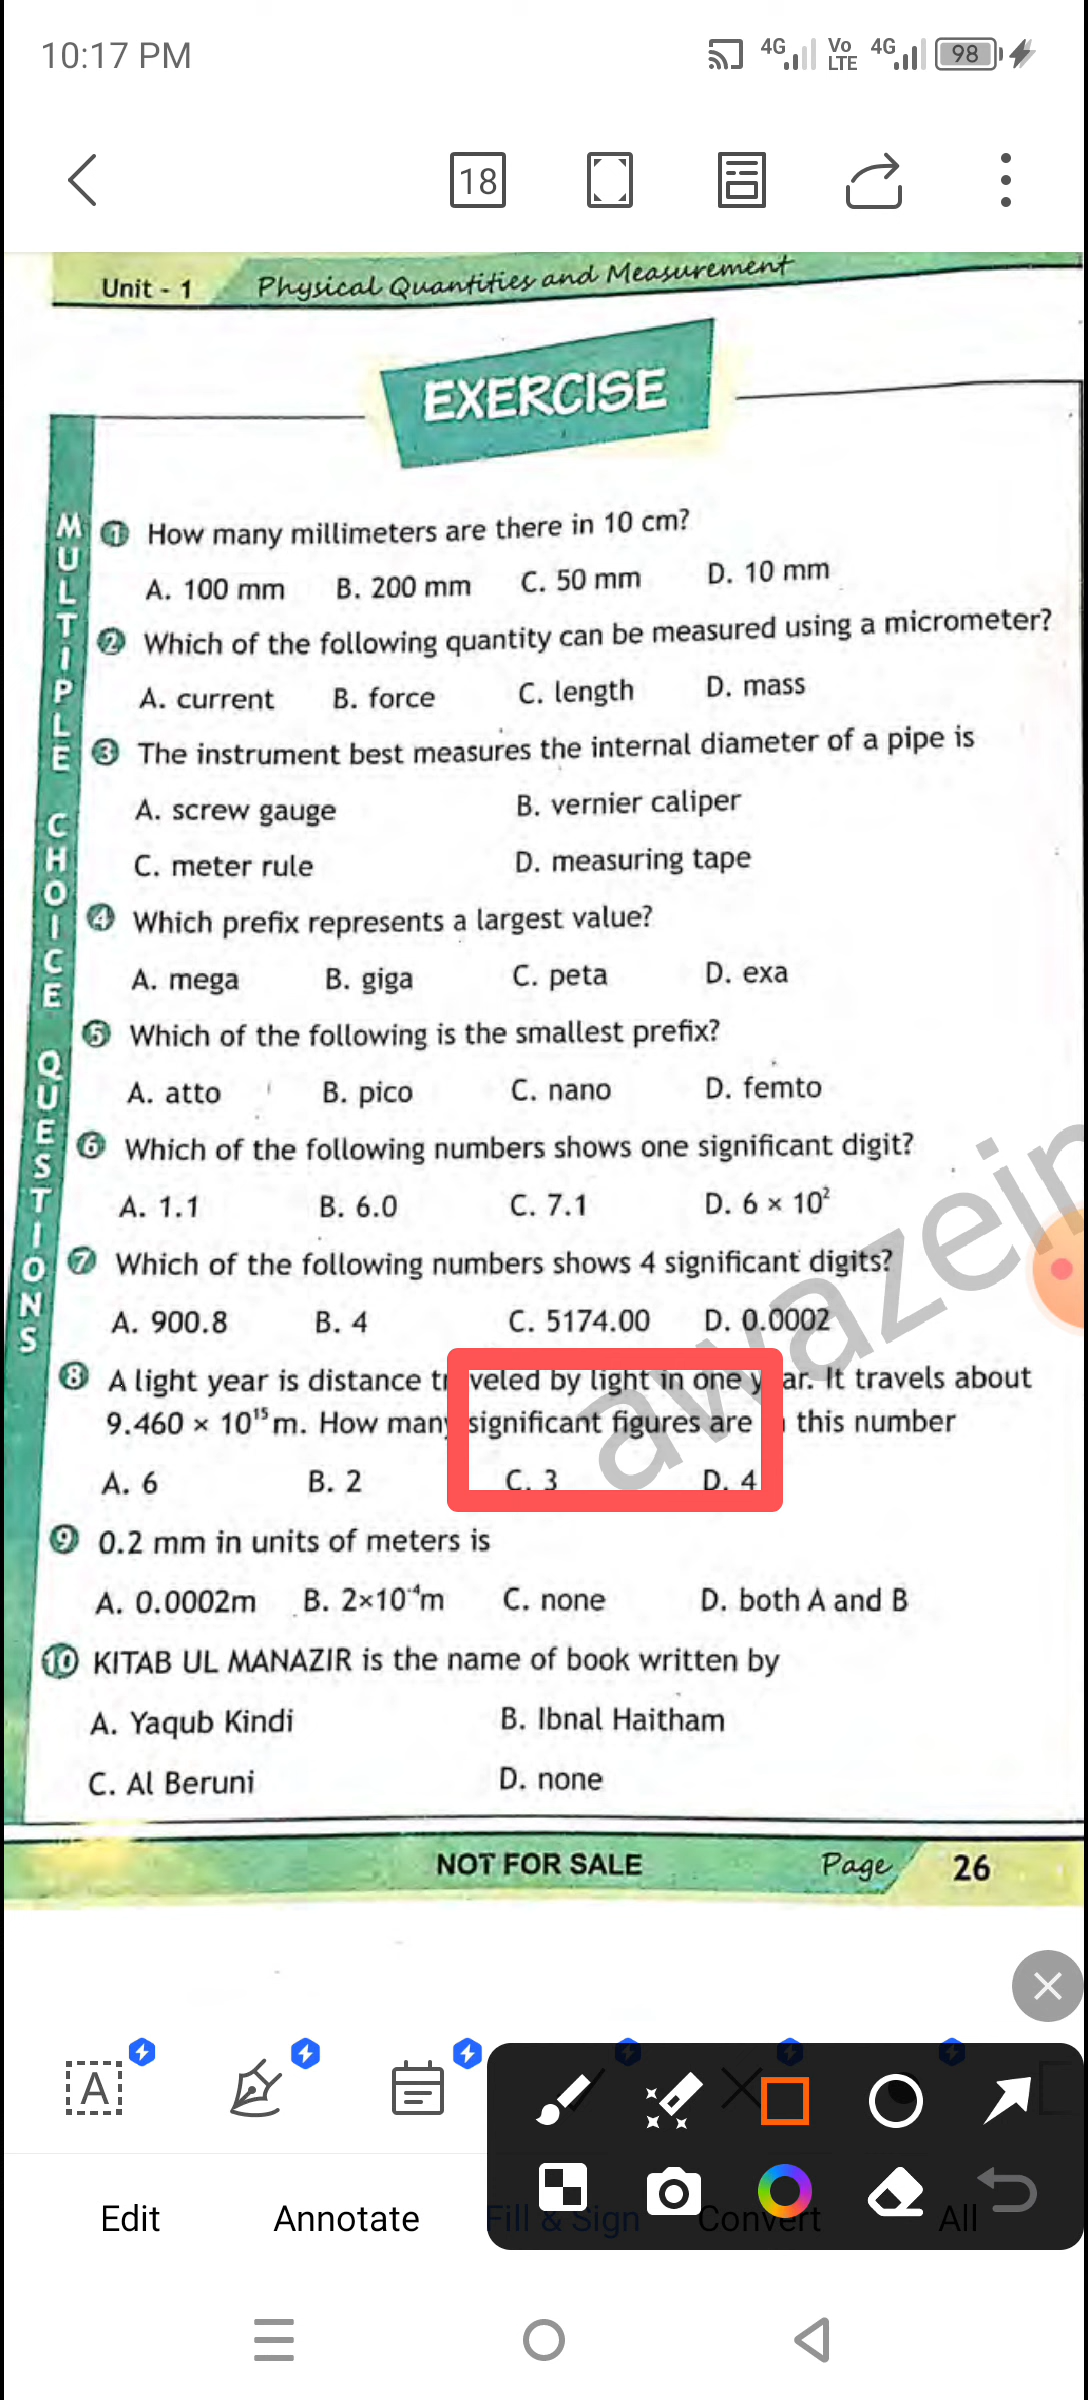 10:17 PM
4G Vo LTE 4G 98
18
Unit - 1 Physical Quantities and Measurement
EXERCISE
MULTIPLE CHOICE QUESTIONS
1 How many millimeters are there in 10 cm?
A. 100 mm B. 200 mm C. 50 mm D. 10 mm
2 Which of the following quantity can be measured using a micrometer?
A. current B. force C. length D. mass
3 The instrument best measures the internal diameter of a pipe is
A. screw gauge B. vernier caliper
C. meter rule D. measuring tape
4 Which prefix represents a largest value?
A. mega B. giga C. peta D. exa
5 Which of the following is the smallest prefix?
A. atto B. pico C. nano D. femto
6 Which of the following numbers shows one significant digit?
A. 1.1 B. 6.0 C. 7.1 D. 6 × 10²
7 Which of the following numbers shows 4 significant digits?
A. 900.8 B. 4 C. 5174.00 D. 0.0002
8 A light year is distance tr veled by light in one y ar. It travels about
9.460 × 10¹⁵ m. How many significant figures are this number
A. 6 B. 2 C. 3 D. 4
9 0.2 mm in units of meters is
A. 0.0002m B. 2×10⁻⁴m C. none D. both A and B
10 KITAB UL MANAZIR is the name of book written by
A. Yaqub Kindi B. Ibnal Haitham
C. Al Beruni D. none
NOT FOR SALE Page 26
A
Edit Annotate Fill & Sign Convert All